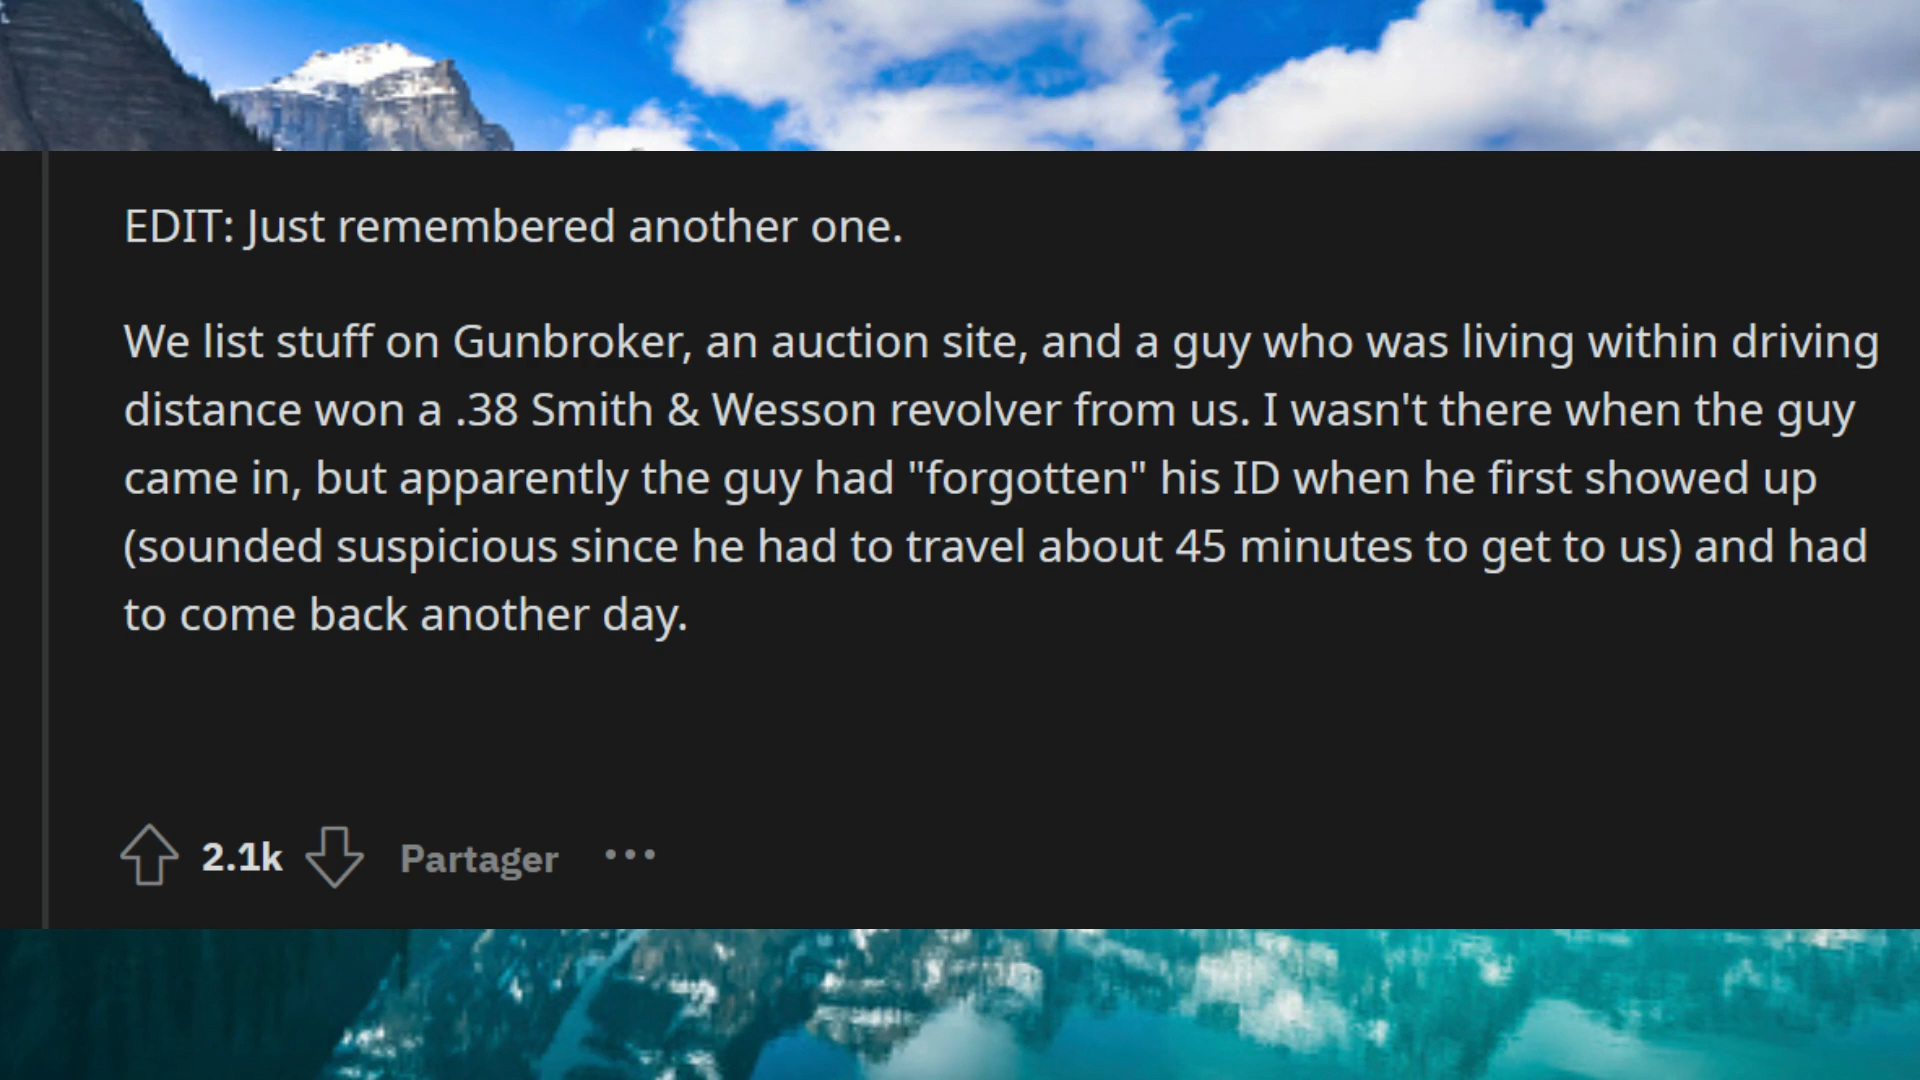 EDIT: Just remembered another one.
We list stuff on Gunbroker, an auction site, and a guy who was living within driving
distance won a .38 Smith & Wesson revolver from us. I wasn't there when the guy
came in, but apparently the guy had "forgotten" his ID when he first showed up
(sounded suspicious since he had to travel about 45 minutes to get to us) and had
to come back another day.
2.1k Partager